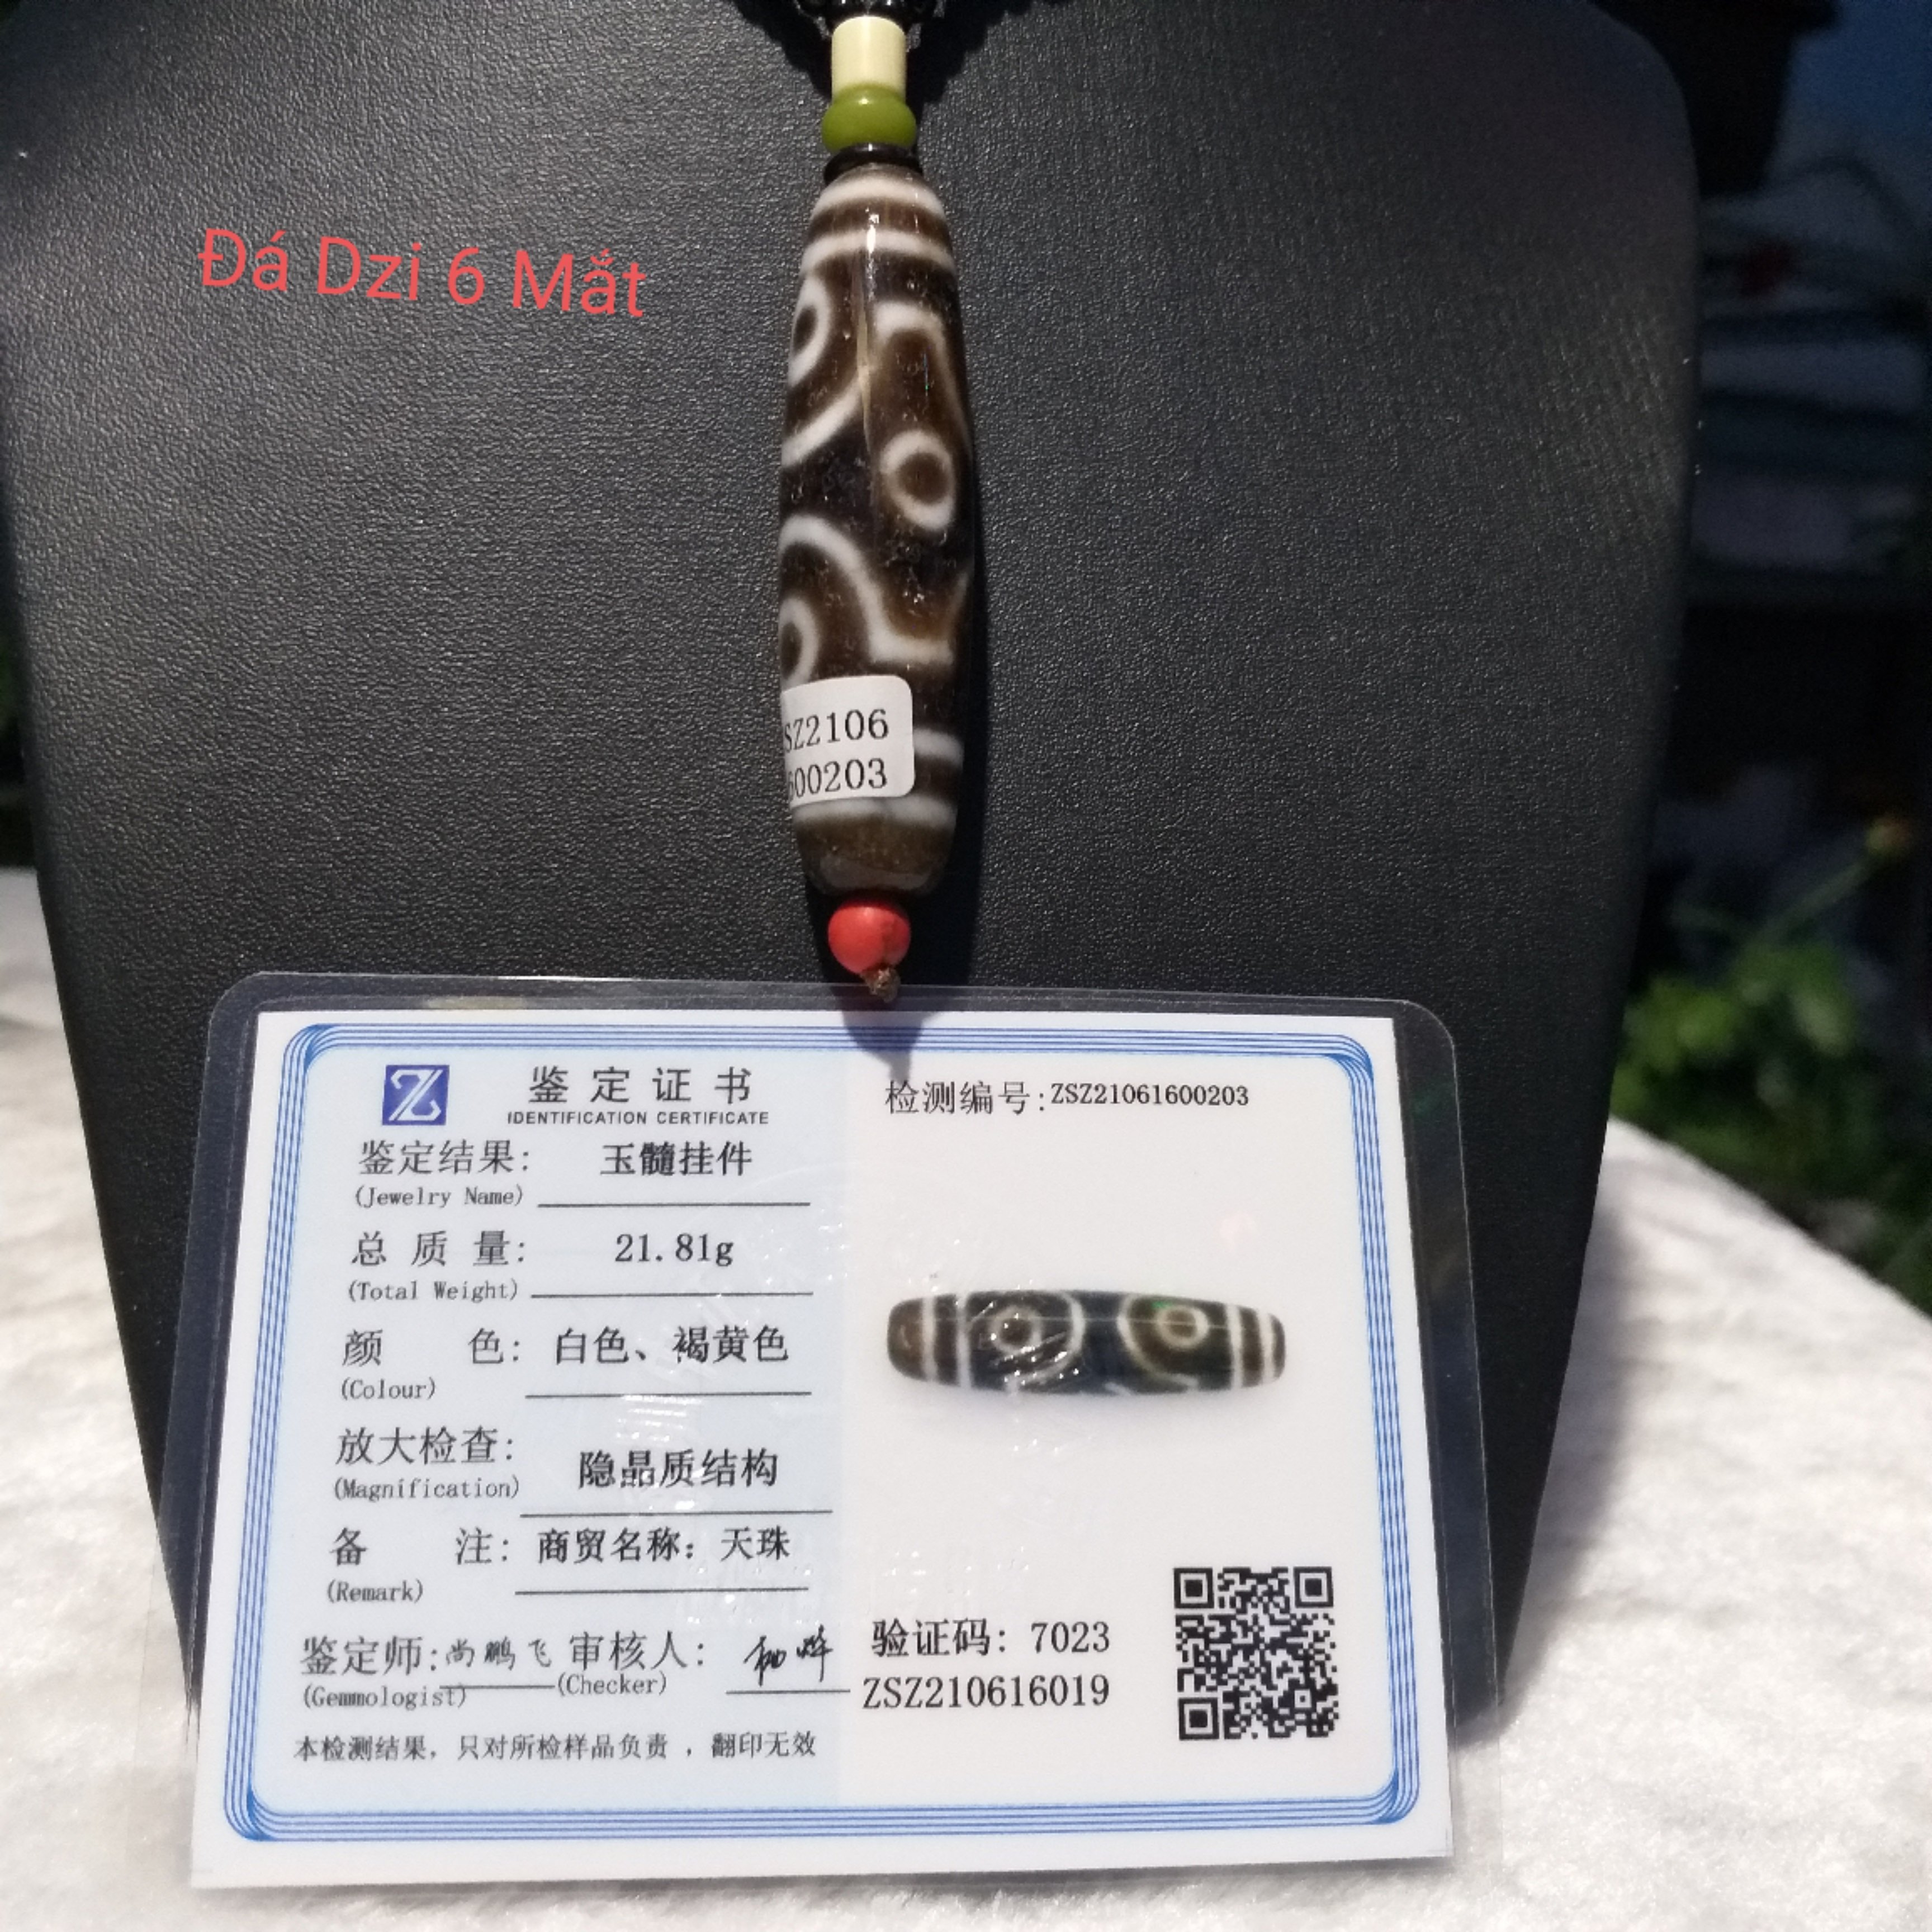 Đá Dzi 6 Mắt
SZ2106
600203
Z
鉴定证书
IDENTIFICATION CERTIFICATE
检测编号:ZSZ21061600203
鉴定结果: 玉髓挂件
(Jewelry Name)
总质量: 21.81g
(Total Weight)
颜色: 白色、褐黄色
(Colour)
放大检查: 隐晶质结构
(Magnification)
备注: 商贸名称: 天珠
(Remark)
鉴定师:尚鹏飞 审核人:
(Gemmologist) (Checker)
本检测结果，只对所检样品负责 ，翻印无效
验证码: 7023
ZSZ210616019